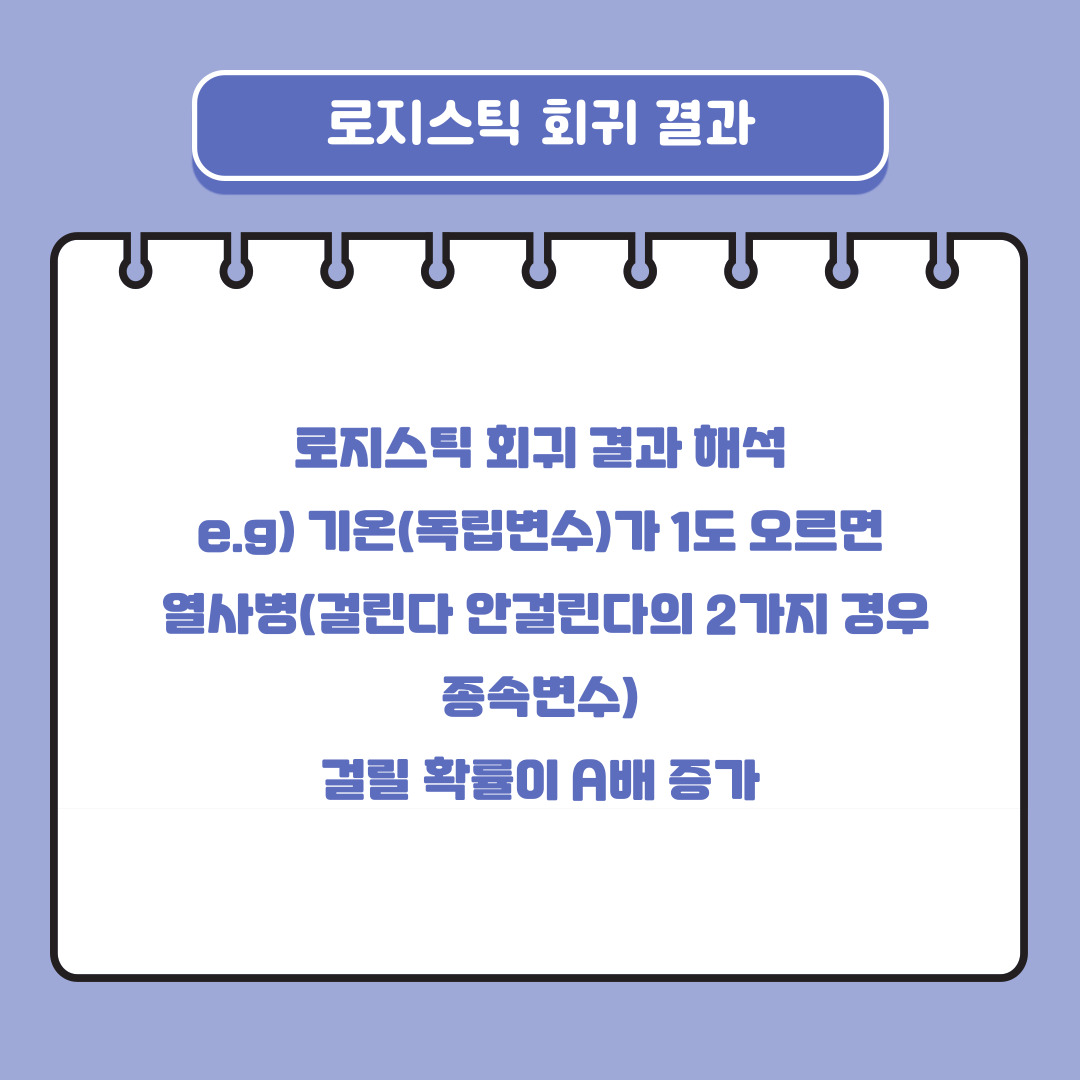 로지스틱 회귀 결과
로지스틱 회귀 결과 해석
e.g) 기온(독립변수)가 1도 오르면
열사병(걸린다 안걸린다의 2가지 경우
종속변수)
걸릴 확률이 A배 증가